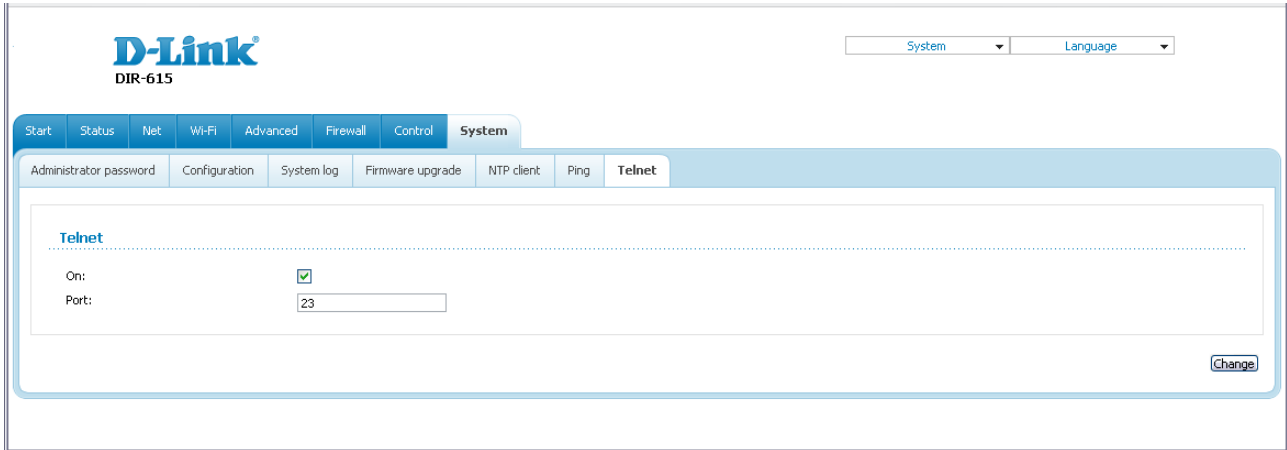 D-Link®
DIR-615
System Language
Start Status Net Wi-Fi Advanced Firewall Control System
Administrator password Configuration System log Firmware upgrade NTP client Ping Telnet
Telnet
On:
Port: 23
Change